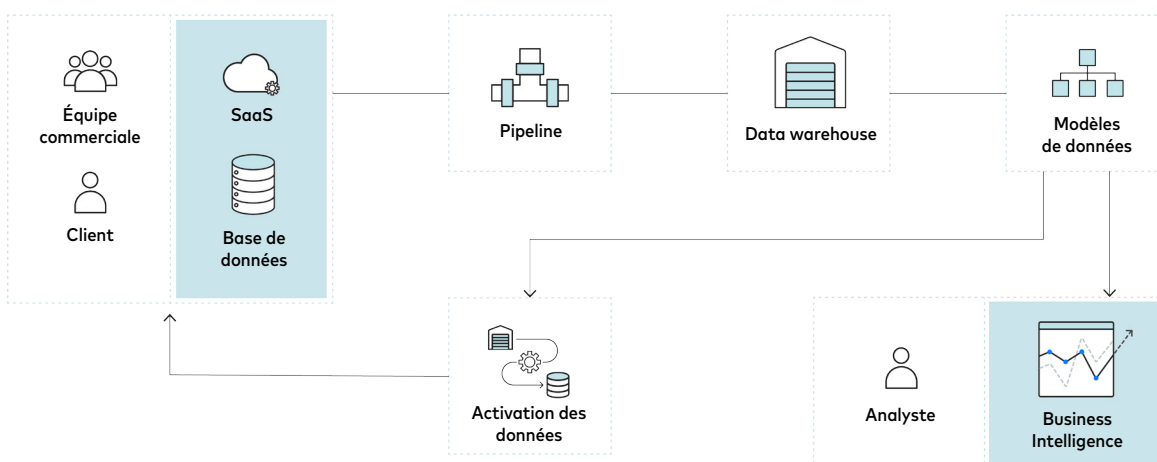 Équipe
commerciale
SaaS
Client
Base de
données
Pipeline
Data warehouse
Modèles
de données
Activation des
données
Analyste
Business
Intelligence